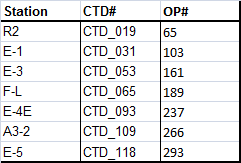 Station CTD# OP#
R2 CTD_019 65
E-1 CTD_031 103
E-3 CTD_053 161
F-L CTD_065 189
E-4E CTD_093 237
A3-2 CTD_109 266
E-5 CTD_118 293